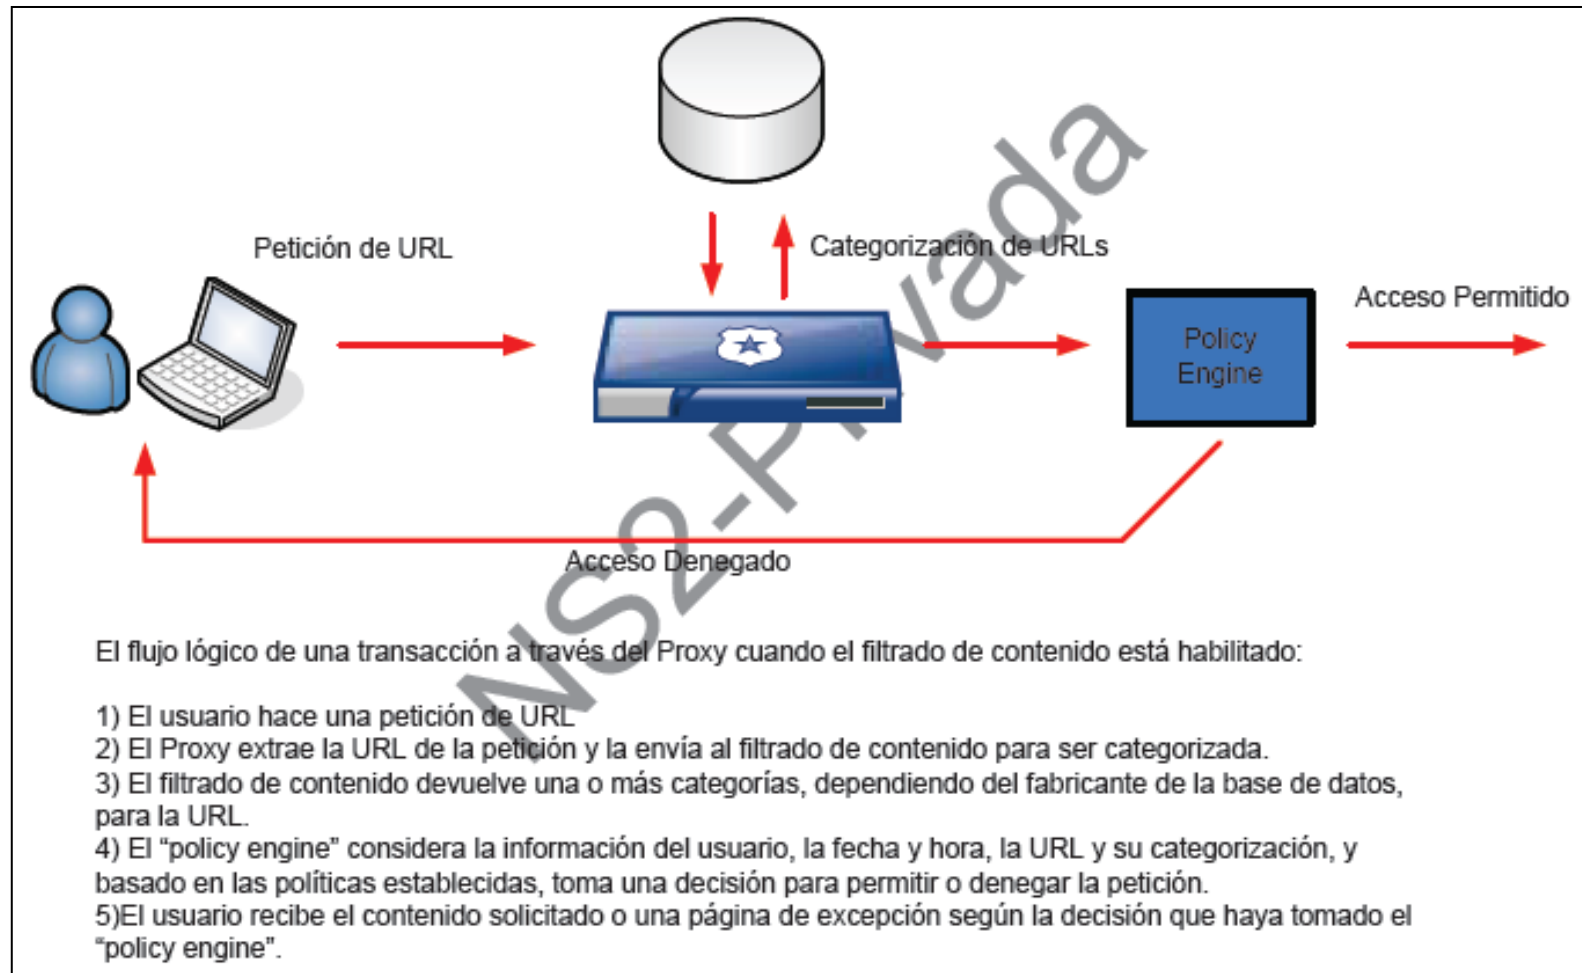 Petición de URL
Categorización de URLs
Acceso Permitido
Policy
Engine
Acceso Denegado
NS2-Privada
El flujo lógico de una transacción a través del Proxy cuando el filtrado de contenido está habilitado:
1) El usuario hace una petición de URL
2) El Proxy extrae la URL de la petición y la envía al filtrado de contenido para ser categorizada.
3) El filtrado de contenido devuelve una o más categorías, dependiendo del fabricante de la base de datos,
para la URL.
4) El “policy engine” considera la información del usuario, la fecha y hora, la URL y su categorización, y
basado en las políticas establecidas, toma una decisión para permitir o denegar la petición.
5)El usuario recibe el contenido solicitado o una página de excepción según la decisión que haya tomado el
“policy engine”.